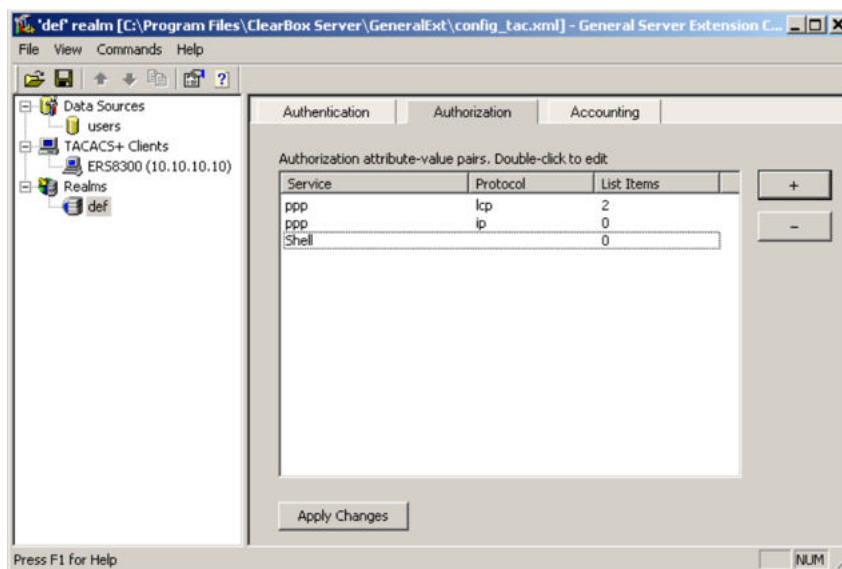 'def' realm [C:\Program Files\ClearBox Server\GeneralExt\config_tac.xml] - General Server Extension C...
File View Commands Help
Data Sources
users
TACACS+ Clients
ERS8300 (10.10.10.10)
Realms
def
Authentication Authorization Accounting
Authorization attribute-value pairs. Double-click to edit
Service Protocol List Items
ppp lcp 2
ppp ip 0
Shell 0
+
-
Apply Changes
Press F1 for Help NUM